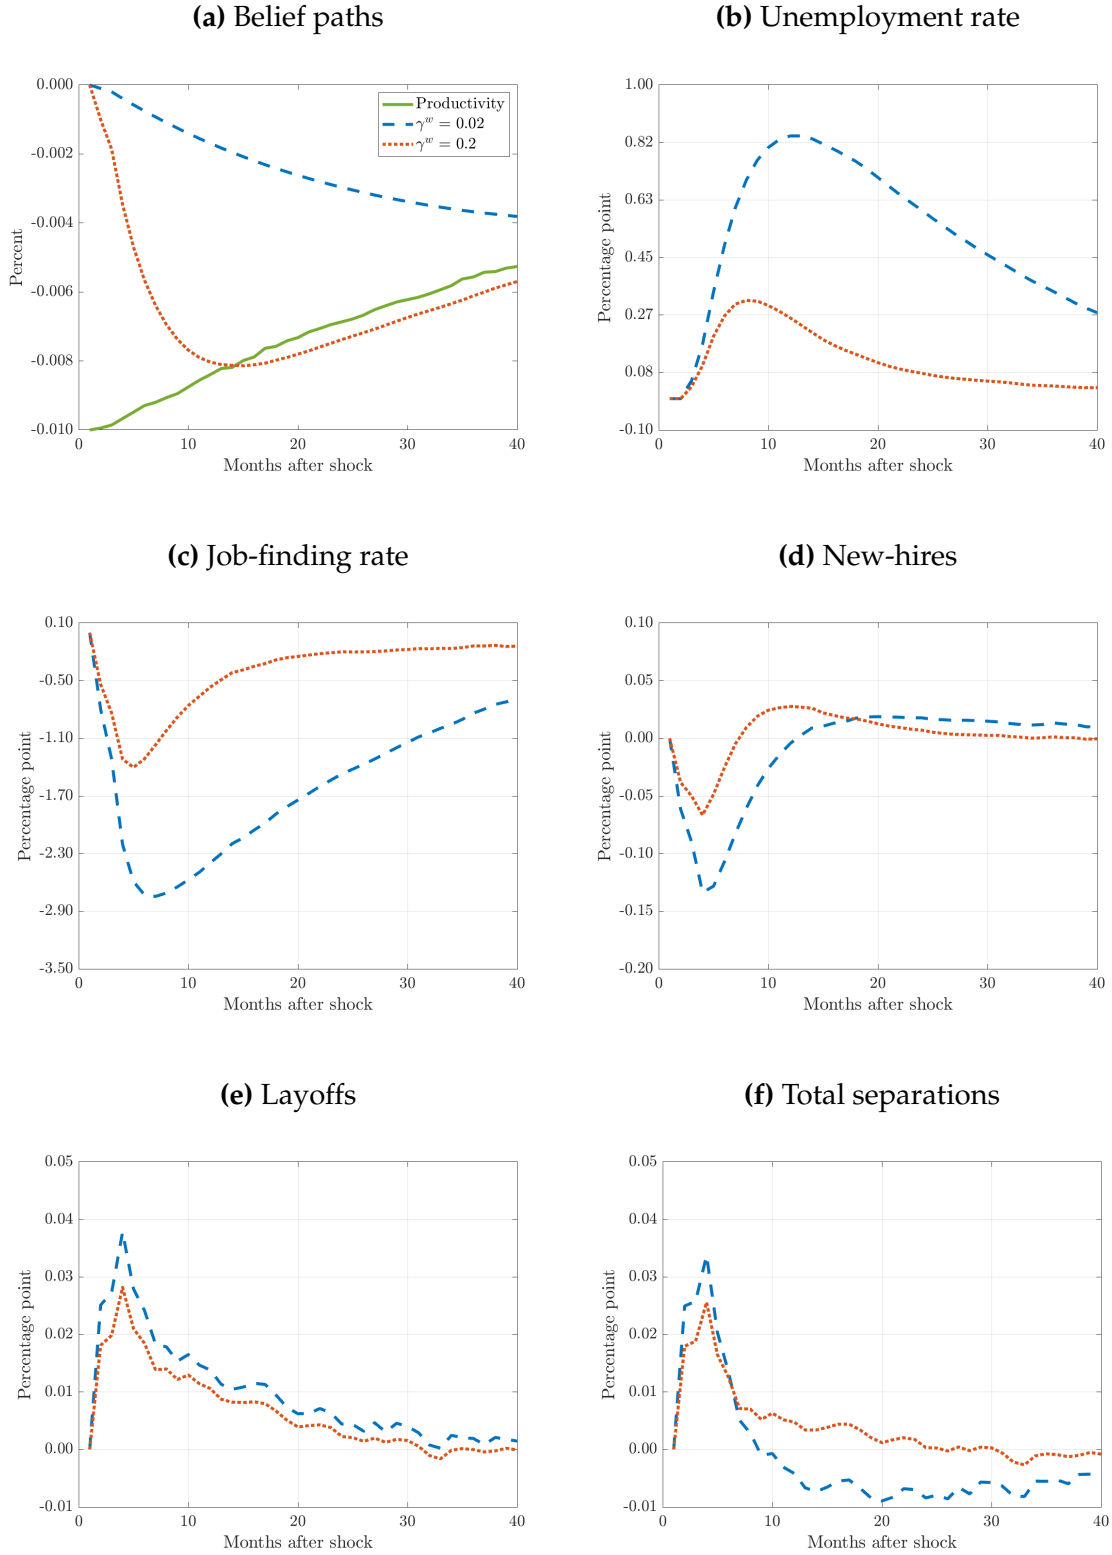 (a) Belief paths
0.000
-0.002
-0.004
-0.006
-0.008
-0.010
Percent
Productivity
γ^w = 0.02
γ^w = 0.2
0 10 20 30 40
Months after shock
(b) Unemployment rate
1.00
0.82
0.63
0.45
0.27
0.08
-0.10
Percentage point
0 10 20 30 40
Months after shock
(c) Job-finding rate
0.10
-0.50
-1.10
-1.70
-2.30
-2.90
-3.50
Percentage point
0 10 20 30 40
Months after shock
(d) New-hires
0.10
0.05
0.00
-0.05
-0.10
-0.15
-0.20
Percentage point
0 10 20 30 40
Months after shock
(e) Layoffs
0.05
0.04
0.03
0.02
0.01
0.00
-0.01
Percentage point
0 10 20 30 40
Months after shock
(f) Total separations
0.05
0.04
0.03
0.02
0.01
0.00
-0.01
Percentage point
0 10 20 30 40
Months after shock